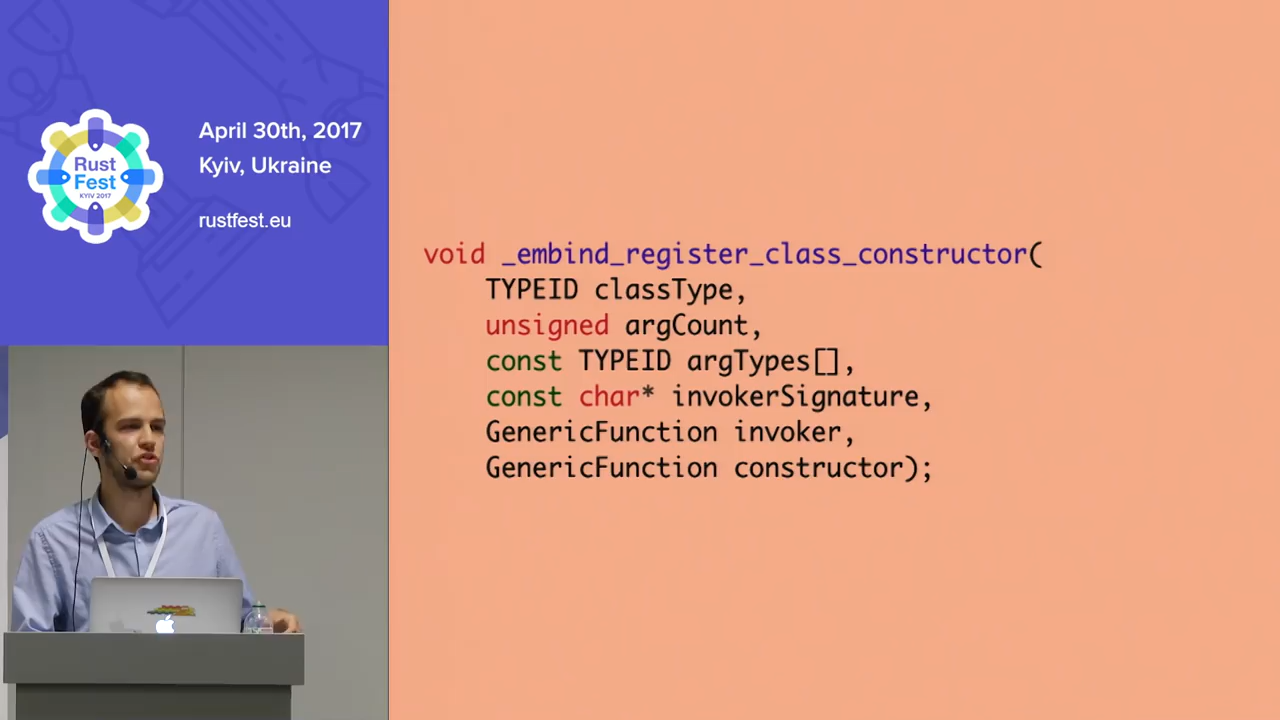 April 30th, 2017
Kyiv, Ukraine
rustfest.eu
Rust
Fest
KYIV 2017
void _embind_register_class_constructor(
    TYPEID classType,
    unsigned argCount,
    const TYPEID argTypes[],
    const char* invokerSignature,
    GenericFunction invoker,
    GenericFunction constructor);